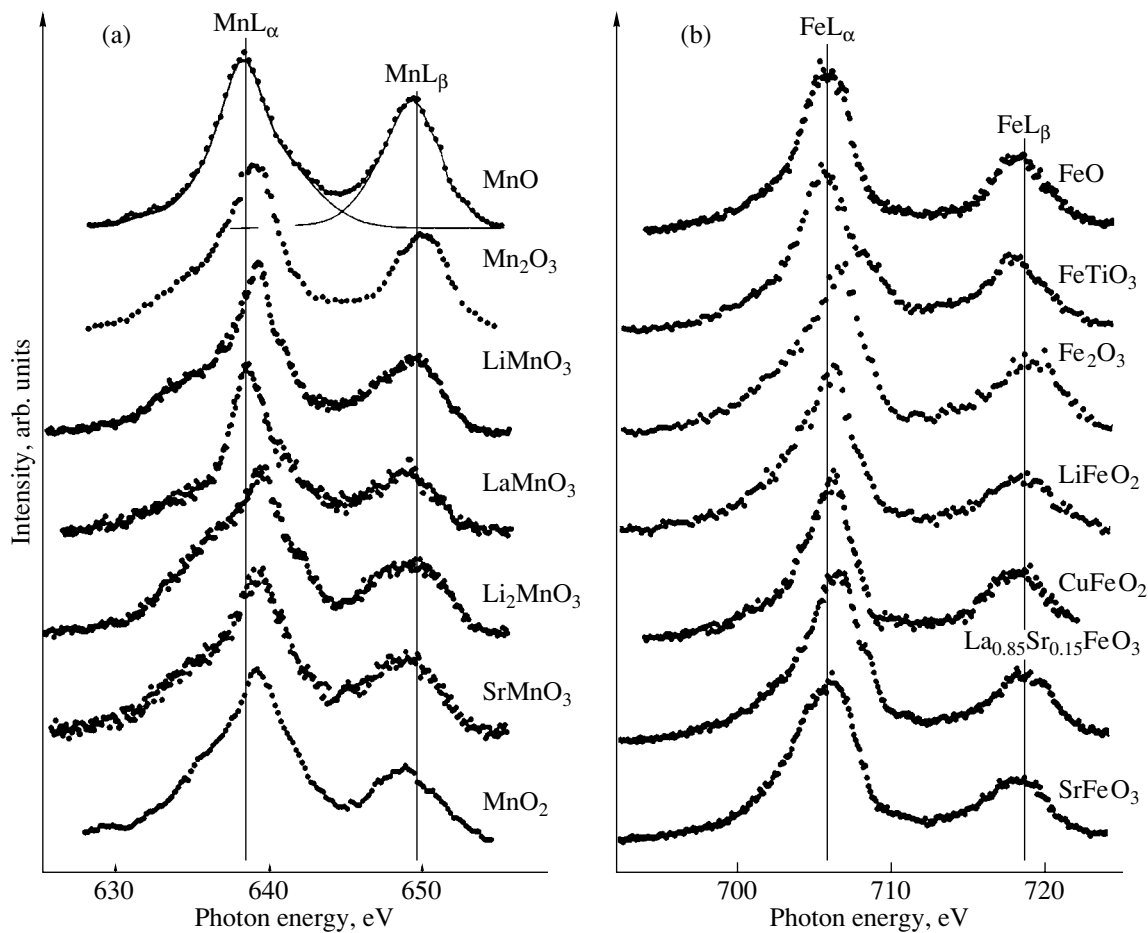 (a)
MnLα
MnLβ
MnO
Mn2O3
LiMnO3
LaMnO3
Li2MnO3
SrMnO3
MnO2
Intensity, arb. units
630 640 650
Photon energy, eV
(b)
FeLα
FeLβ
FeO
FeTiO3
Fe2O3
LiFeO2
CuFeO2
La0.85Sr0.15FeO3
SrFeO3
700 710 720
Photon energy, eV